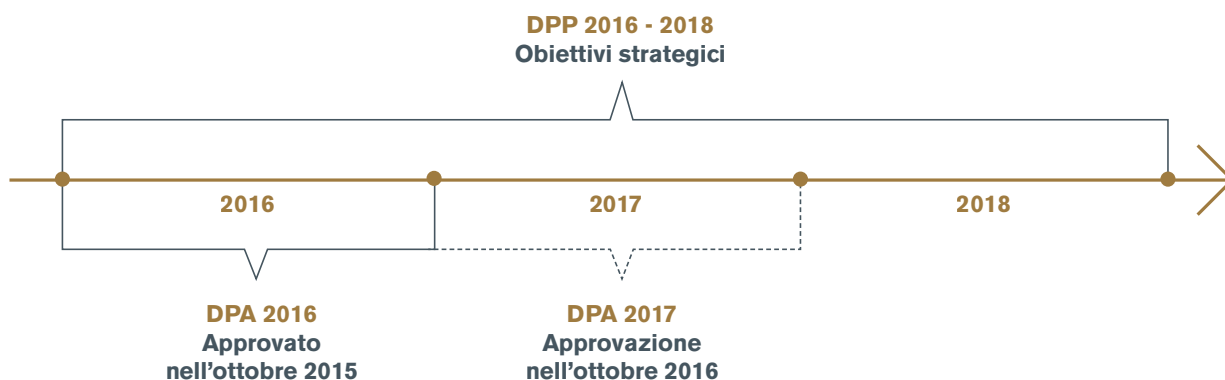 DPP 2016 - 2018
Obiettivi strategici
2016
2017
2018
DPA 2016
Approvato
nell’ottobre 2015
DPA 2017
Approvazione
nell’ottobre 2016